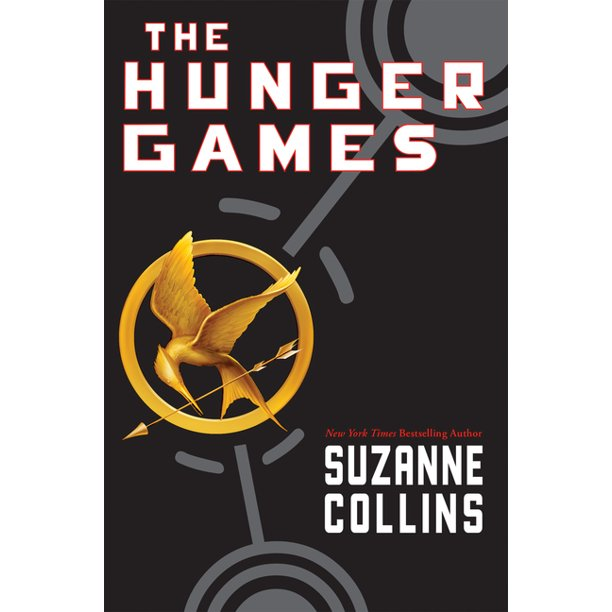 THE
HUNGER
GAMES
New York Times Bestselling Author
SUZANNE
COLLINS